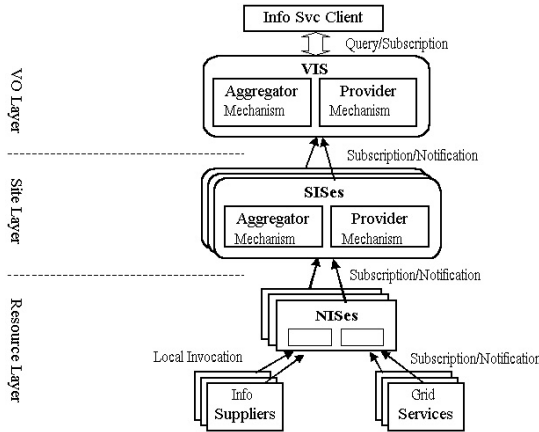 Info Svc Client
Query/Subscription
VIS
Aggregator
Mechanism
Provider
Mechanism
VO Layer
Subscription/Notification
SISes
Aggregator
Mechanism
Provider
Mechanism
Site Layer
Subscription/Notification
NISes
Resource Layer
Local Invocation
Subscription/Notification
Info
Suppliers
Grid
Services